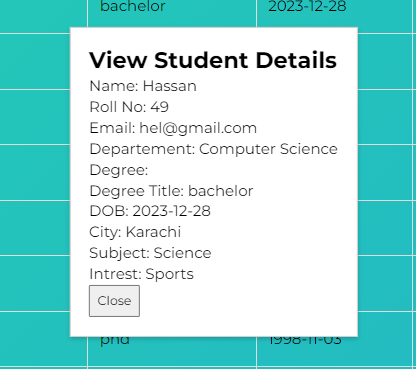 bachelor 2023-12-28
View Student Details
Name: Hassan
Roll No: 49
Email: hel@gmail.com
Departement: Computer Science
Degree:
Degree Title: bachelor
DOB: 2023-12-28
City: Karachi
Subject: Science
Intrest: Sports
Close
phd 1998-11-03